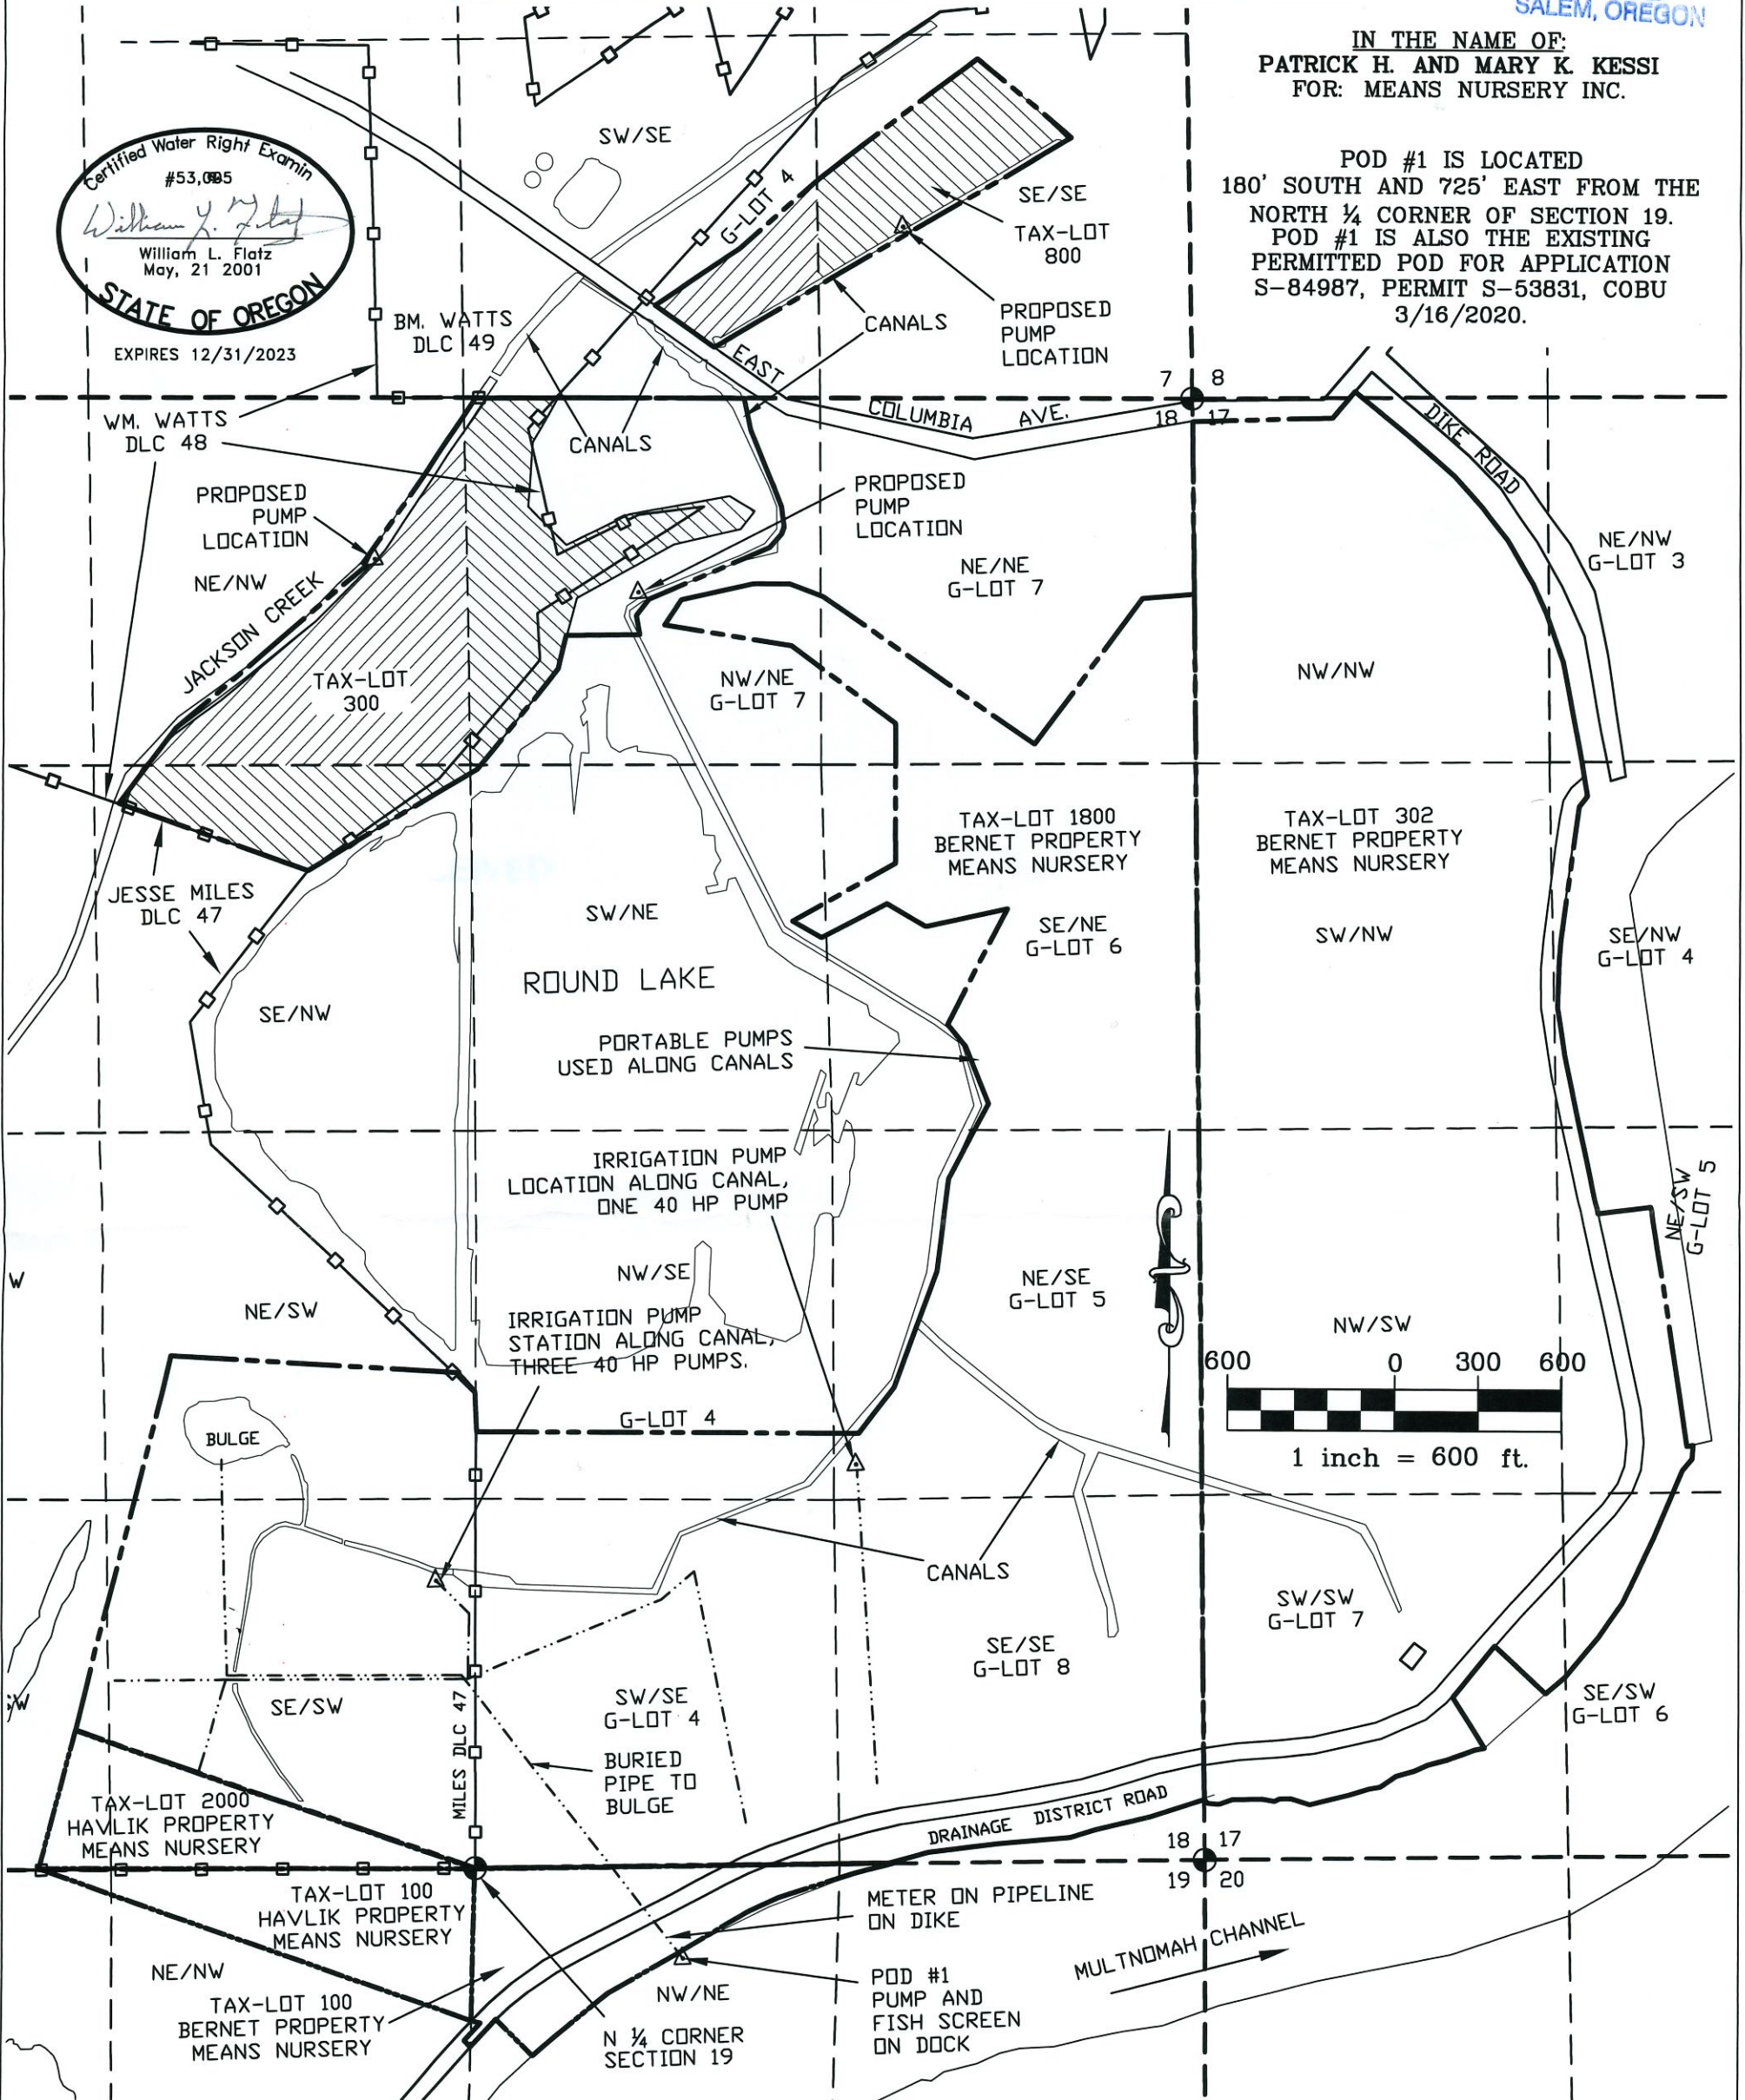 SALEM, OREGON
IN THE NAME OF:
PATRICK H. AND MARY K. KESSI
FOR: MEANS NURSERY INC.
POD #1 IS LOCATED
180' SOUTH AND 725' EAST FROM THE
NORTH ¼ CORNER OF SECTION 19.
POD #1 IS ALSO THE EXISTING
PERMITTED POD FOR APPLICATION
S-84987, PERMIT S-53831, COBU
3/16/2020.
Certified Water Right Examin
William L. Flatz
May, 21 2001
STATE OF OREGON
EXPIRES 12/31/2023
SW/SE
G-LOT 4
SE/SE
TAX-LOT
800
PROPOSED
PUMP
LOCATION
CANALS
BM. WATTS
DLC 49
EAST
COLUMBIA AVE.
7 8
18 17
DIKE ROAD
WM. WATTS
DLC 48
CANALS
PROPOSED
PUMP
LOCATION
PROPOSED
PUMP
LOCATION
NE/NW
G-LOT 3
NE/NW
NE/NE
G-LOT 7
JACKSON CREEK
TAX-LOT
300
NW/NE
G-LOT 7
NW/NW
TAX-LOT 1800
BERNET PROPERTY
MEANS NURSERY
TAX-LOT 302
BERNET PROPERTY
MEANS NURSERY
JESSE MILES
DLC 47
SW/NE
SE/NE
G-LOT 6
SW/NW
SE/NW
G-LOT 4
ROUND LAKE
SE/NW
PORTABLE PUMPS
USED ALONG CANALS
IRRIGATION PUMP
LOCATION ALONG CANAL,
ONE 40 HP PUMP
NE/SW
G-LOT 5
W
NW/SE
NE/SE
G-LOT 5
NE/SW
IRRIGATION PUMP
STATION ALONG CANAL,
THREE 40 HP PUMPS.
NW/SW
600 0 300 600
1 inch = 600 ft.
G-LOT 4
BULGE
CANALS
SW/SW
G-LOT 7
SE/SE
G-LOT 8
SE/SW
SW/SE
G-LOT 4
SE/SW
G-LOT 6
MILES DLC 47
BURIED
PIPE TO
BULGE
TAX-LOT 2000
HAVLIK PROPERTY
MEANS NURSERY
DRAINAGE DISTRICT ROAD
18 17
19 20
TAX-LOT 100
HAVLIK PROPERTY
MEANS NURSERY
METER ON PIPELINE
ON DIKE
MULTNOMAH CHANNEL
NE/NW
NW/NE
POD #1
PUMP AND
FISH SCREEN
ON DOCK
TAX-LOT 100
BERNET PROPERTY
MEANS NURSERY
N ¼ CORNER
SECTION 19